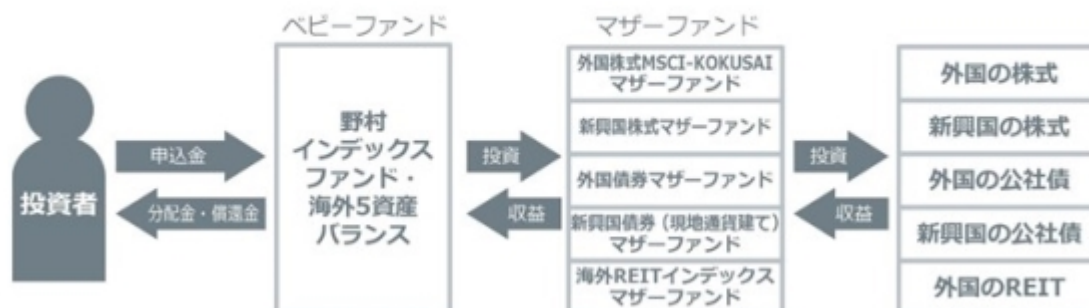 ベビーファンド
マザーファンド
投資者
申込金
分配金・償還金
野村
インデックス
ファンド・
海外5資産
バランス
投資
収益
外国株式MSCI-KOKUSAI
マザーファンド
新興国株式マザーファンド
外国債券マザーファンド
新興国債券（現地通貨建て）
マザーファンド
海外REITインデックス
マザーファンド
投資
収益
外国の株式
新興国の株式
外国の公社債
新興国の公社債
外国のREIT